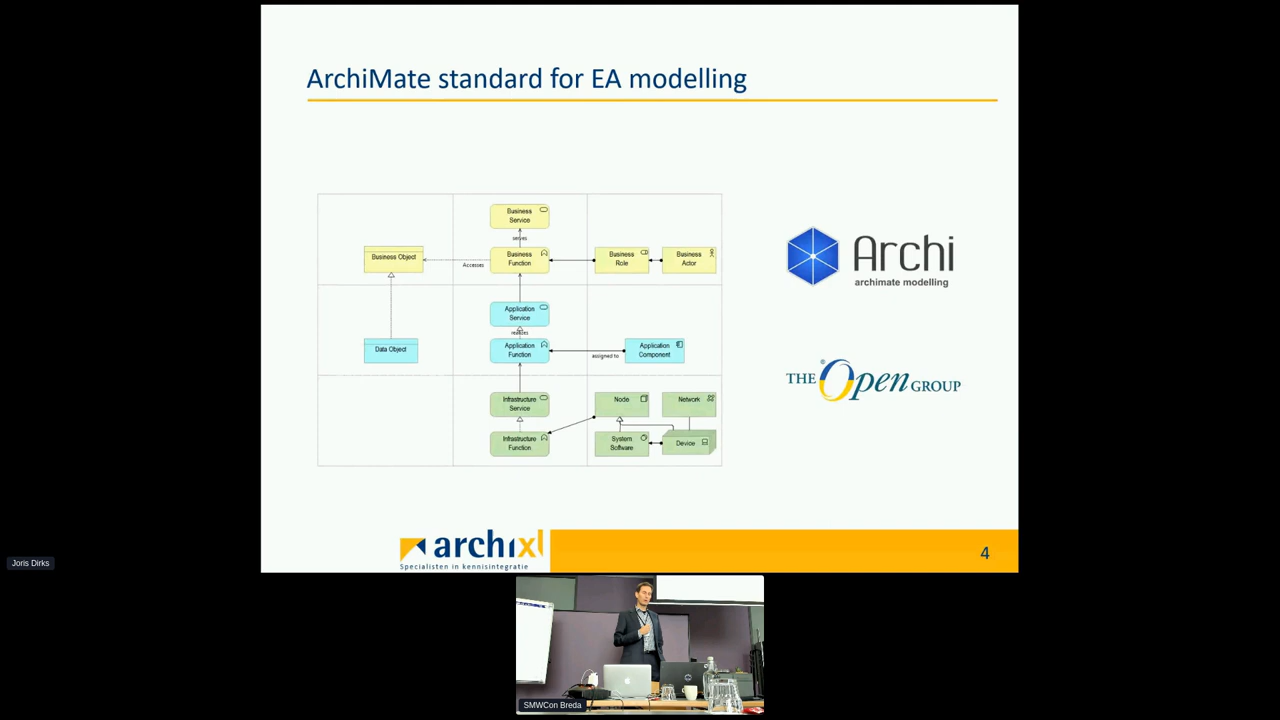 ArchiMate standard for EA modelling
Business
Service
serves
Business Object
Accesses
Business
Function
Business
Role
Business
Actor
Application
Service
realizes
Data Object
Application
Function
assigned to
Application
Component
Infrastructure
Service
Node
Network
Infrastructure
Function
System
Software
Device
Archi
archimate modelling
THE Open GROUP
archixl
Specialisten in kennisintegratie
4
Joris Dirks
SMWCon Breda